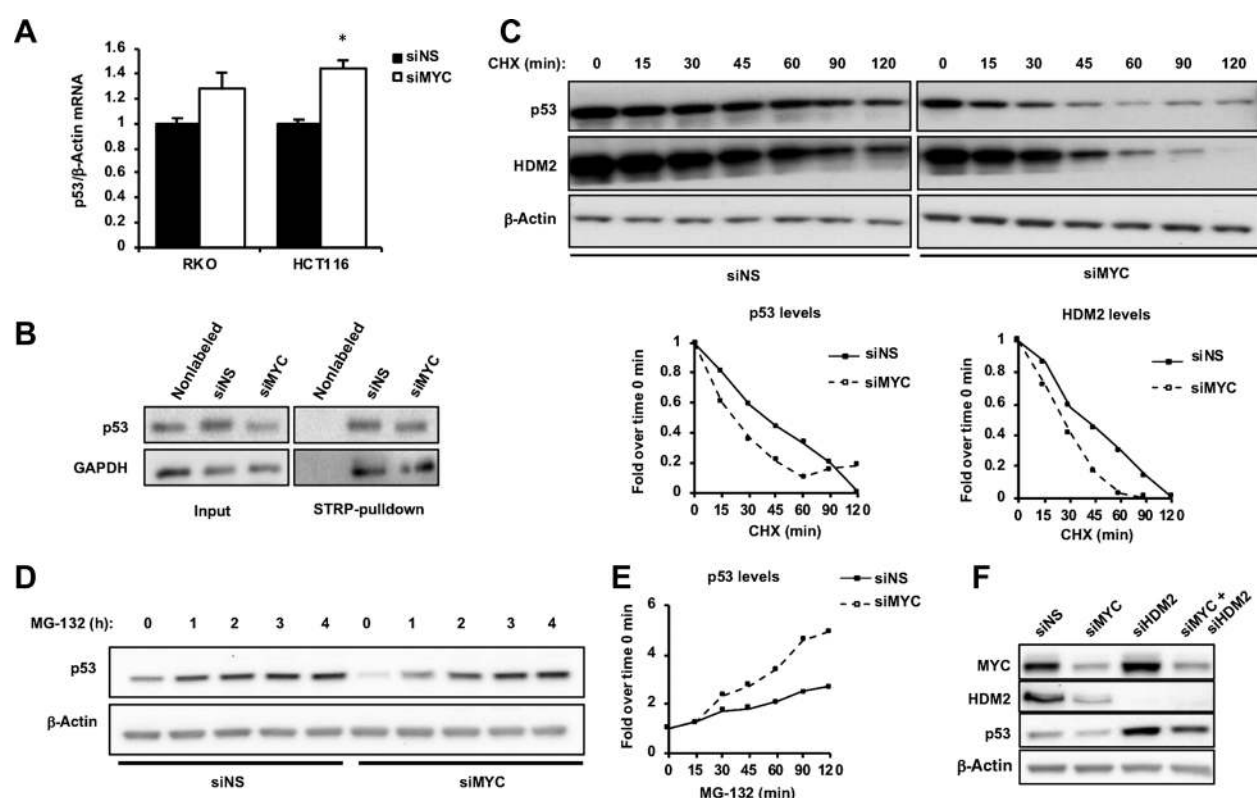 A
p53/β-Actin mRNA
1.6
1.4
1.2
1
0.8
0.6
0.4
0.2
0
*
siNS
siMYC
RKO
HCT116
B
Nonlabeled
siNS
siMYC
Nonlabeled
siNS
siMYC
p53
GAPDH
Input
STRP-pulldown
C
CHX (min): 0 15 30 45 60 90 120 0 15 30 45 60 90 120
p53
HDM2
β-Actin
siNS
siMYC
p53 levels
Fold over time 0 min
1
0.8
0.6
0.4
0.2
0
siNS
siMYC
0 15 30 45 60 90 120
CHX (min)
HDM2 levels
Fold over time 0 min
1
0.8
0.6
0.4
0.2
0
siNS
siMYC
0 15 30 45 60 90 120
CHX (min)
D
MG-132 (h): 0 1 2 3 4 0 1 2 3 4
p53
β-Actin
siNS
siMYC
E
p53 levels
Fold over time 0 min
6
4
2
0
siNS
siMYC
0 15 30 45 60 90 120
MG-132 (min)
F
siNS
siMYC
siHDM2
siMYC +
siHDM2
MYC
HDM2
p53
β-Actin